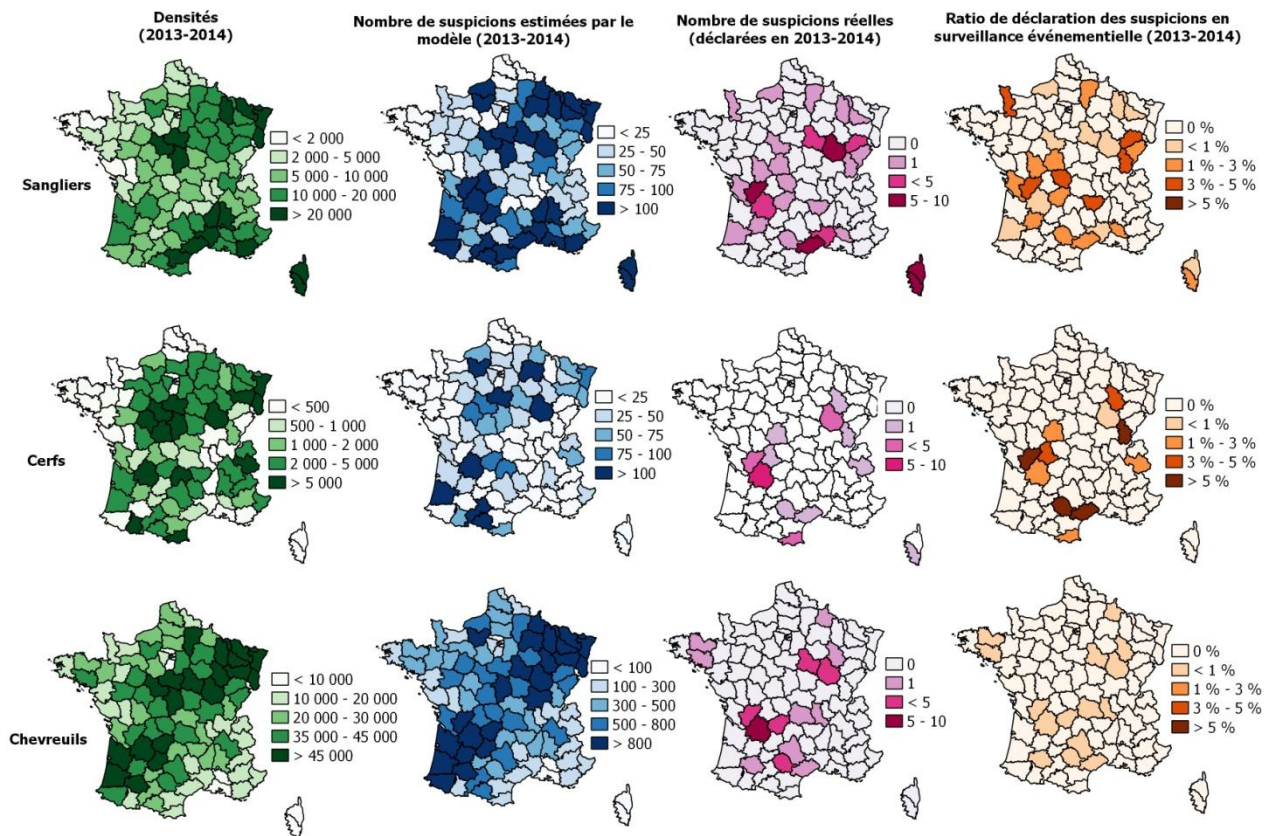 Densités
(2013-2014)
Nombre de suspicions estimées par le
modèle (2013-2014)
Nombre de suspicions réelles
(déclarées en 2013-2014)
Ratio de déclaration des suspicions en
surveillance événementielle (2013-2014)
Sangliers
< 2 000
2 000 - 5 000
5 000 - 10 000
10 000 - 20 000
> 20 000
< 25
25 - 50
50 - 75
75 - 100
> 100
0
1
< 5
5 - 10
0 %
< 1 %
1 % - 3 %
3 % - 5 %
> 5 %
Cerfs
< 500
500 - 1 000
1 000 - 2 000
2 000 - 5 000
> 5 000
< 25
25 - 50
50 - 75
75 - 100
> 100
0
1
< 5
5 - 10
0 %
< 1 %
1 % - 3 %
3 % - 5 %
> 5 %
Chevreuils
< 10 000
10 000 - 20 000
20 000 - 30 000
35 000 - 45 000
> 45 000
< 100
100 - 300
300 - 500
500 - 800
> 800
0
1
< 5
5 - 10
0 %
< 1 %
1 % - 3 %
3 % - 5 %
> 5 %